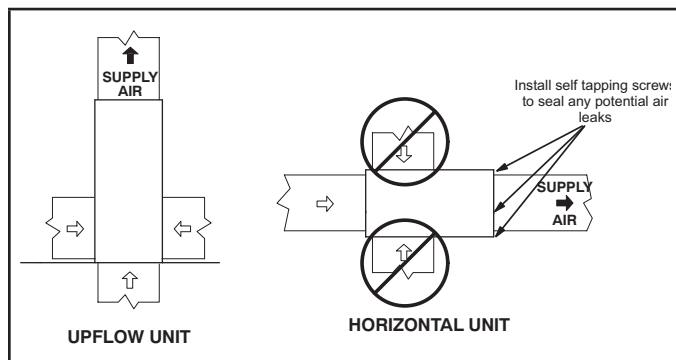 SUPPLY
AIR
UPFLOW UNIT
Install self tapping screws
to seal any potential air
leaks
SUPPLY
AIR
HORIZONTAL UNIT